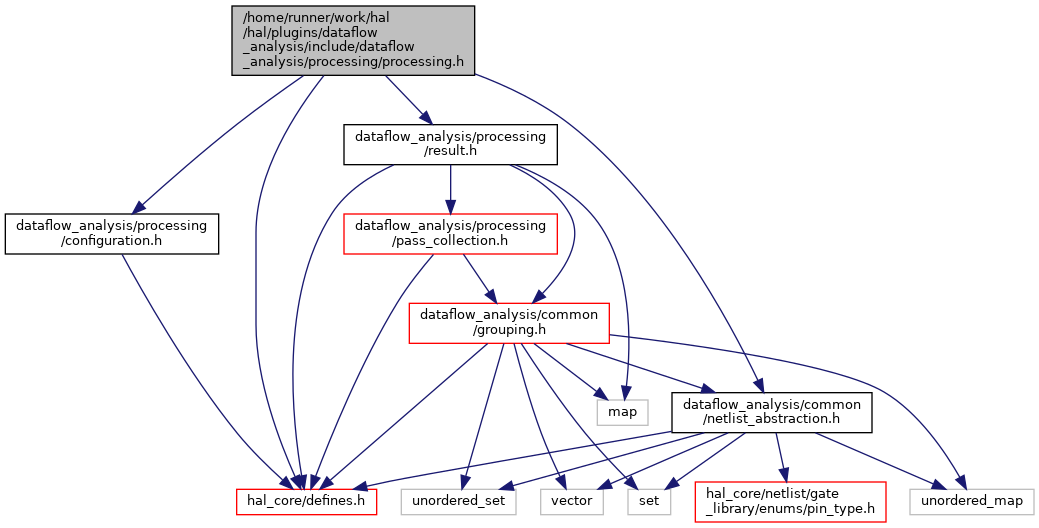 /home/runner/work/hal
/hal/plugins/dataflow
_analysis/include/dataflow
_analysis/processing/processing.h
dataflow_analysis/processing
/result.h
dataflow_analysis/processing
/configuration.h
dataflow_analysis/processing
/pass_collection.h
dataflow_analysis/common
/grouping.h
map
dataflow_analysis/common
/netlist_abstraction.h
hal_core/defines.h
unordered_set
vector
set
hal_core/netlist/gate
_library/enums/pin_type.h
unordered_map